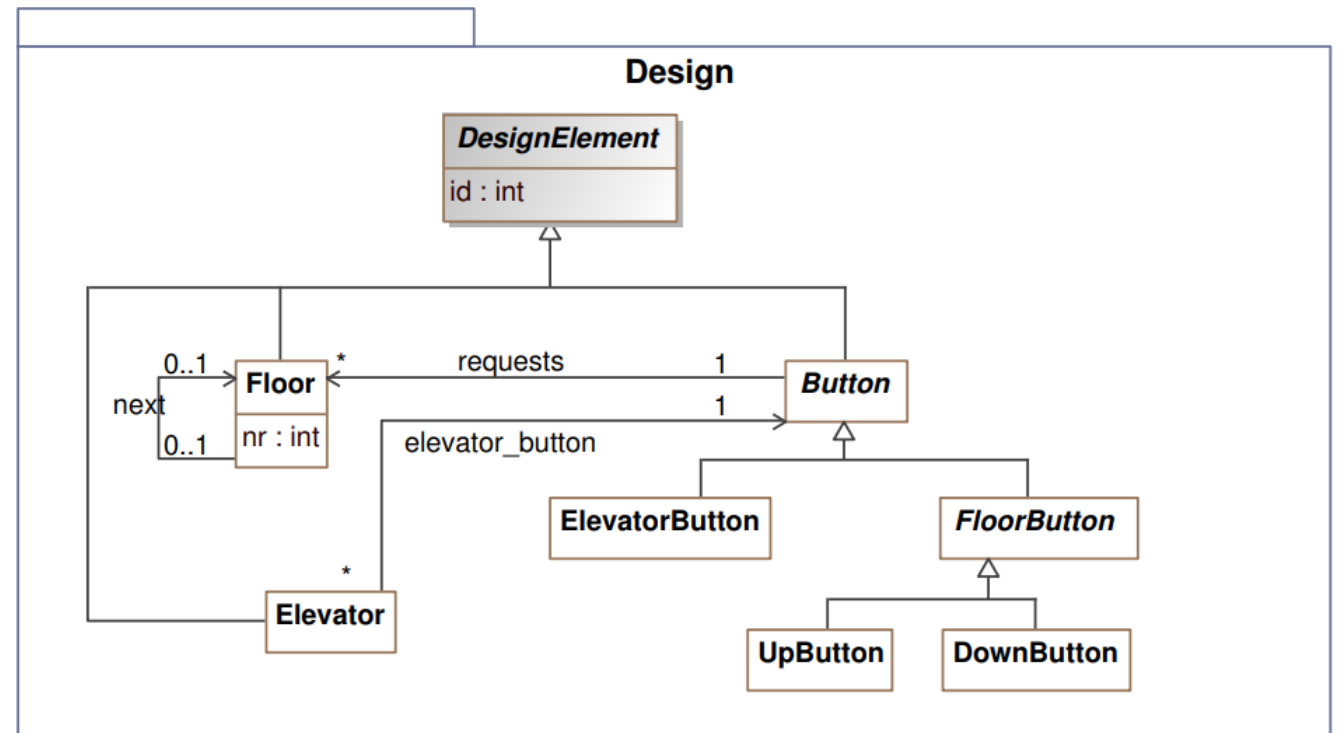 Design
DesignElement
id : int
0..1
*
requests
1
Floor
Button
next
1
nr : int
0..1
elevator_button
ElevatorButton
FloorButton
*
Elevator
UpButton
DownButton